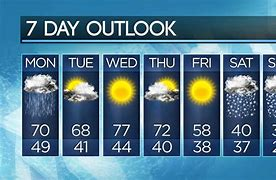 7 DAY OUTLOOK
MON TUE WED THU FRI SAT
70 68 77 72 58 40
49 41 44 40 38 37